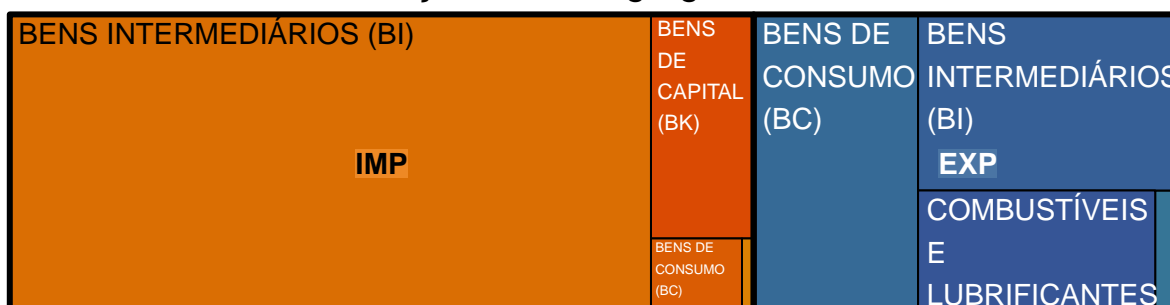 BENS INTERMEDIÁRIOS (BI)
IMP
BENS
DE
CAPITAL
(BK)
BENS DE
CONSUMO
(BC)
BENS DE
CONSUMO
(BC)
BENS
INTERMEDIÁRIOS
(BI)
EXP
COMBUSTÍVEIS
E
LUBRIFICANTES